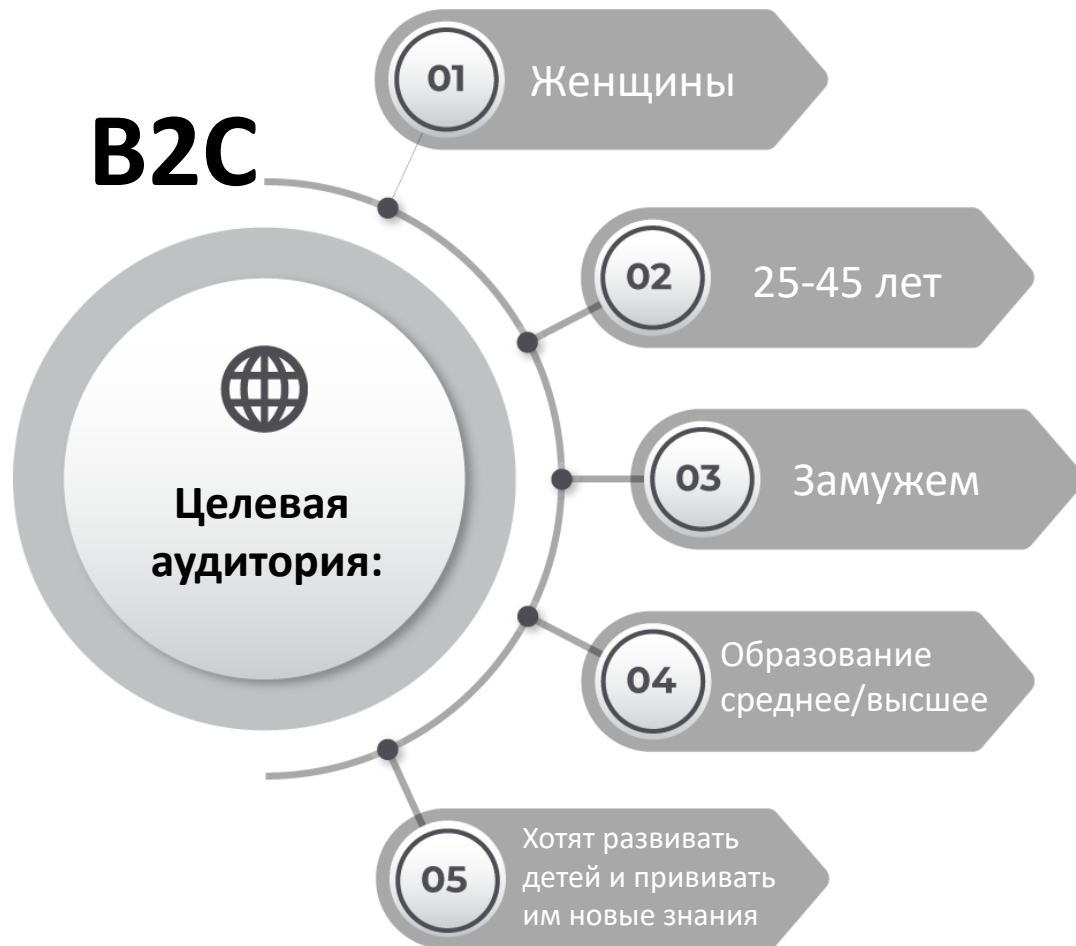 B2C
Целевая
аудитория:
01
Женщины
02
25-45 лет
03
Замужем
04
Образование
среднее/высшее
05
Хотят развивать
детей и прививать
им новые знания